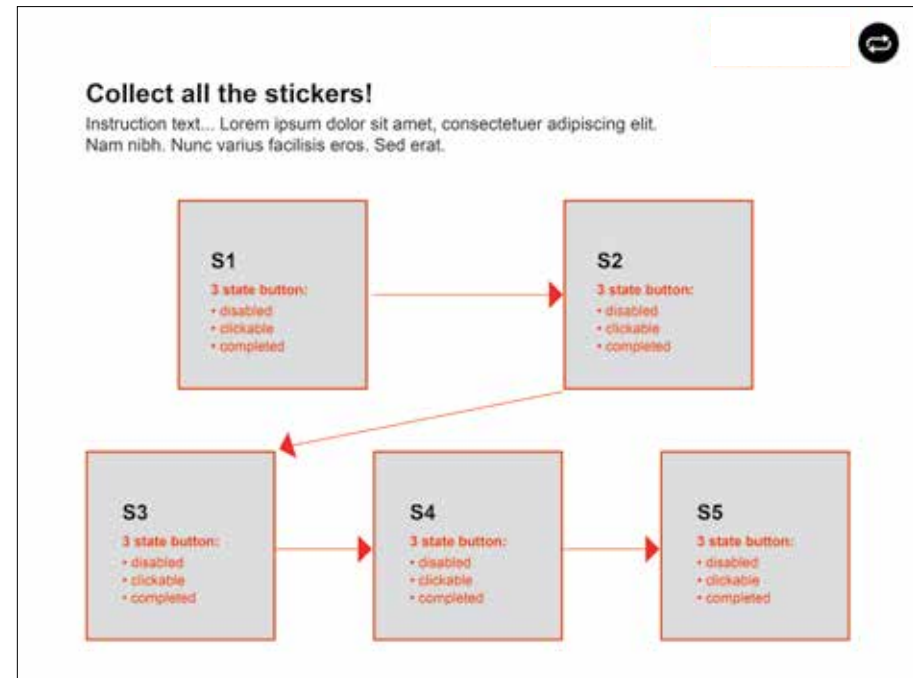 Collect all the stickers!
Instruction text... Lorem ipsum dolor sit amet, consectetuer adipiscing elit.
Nam nibh. Nunc varius facilisis eros. Sed erat.
S1
3 state button:
• disabled
• clickable
• completed
S2
3 state button:
• disabled
• clickable
• completed
S3
3 state button:
• disabled
• clickable
• completed
S4
3 state button:
• disabled
• clickable
• completed
S5
3 state button:
• disabled
• clickable
• completed